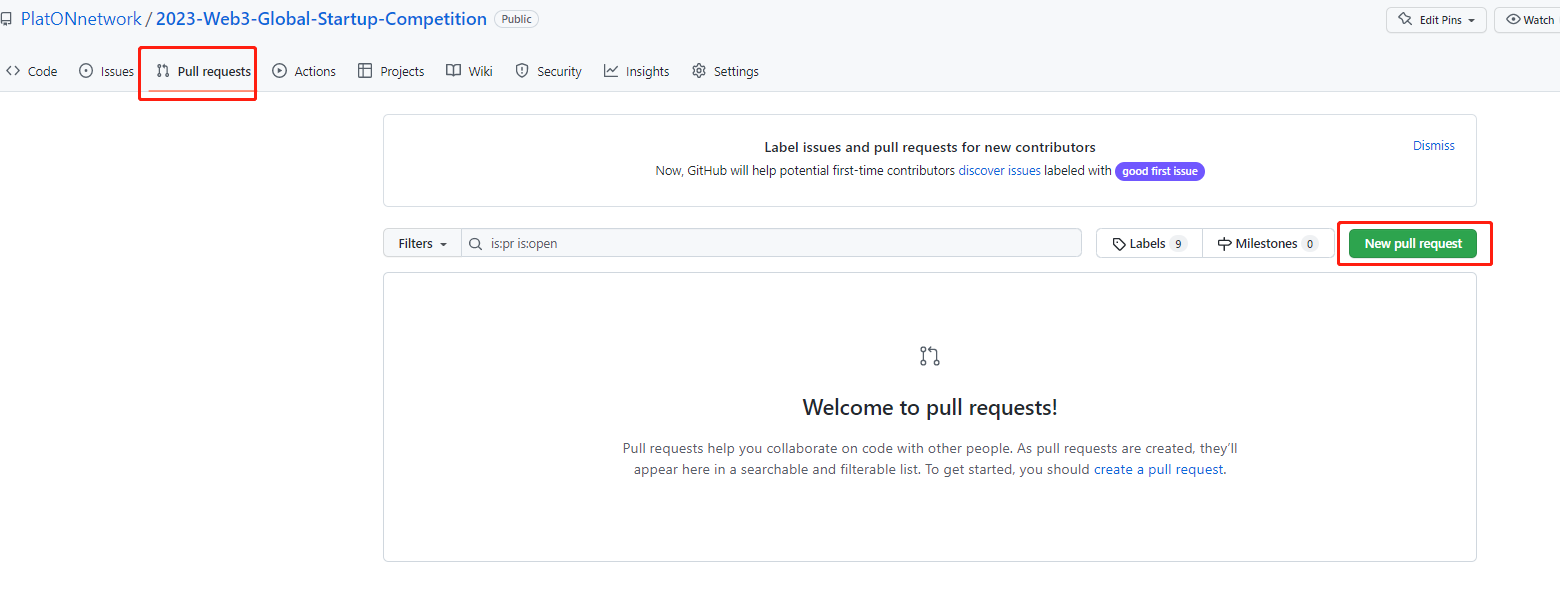 PlatONnetwork / 2023-Web3-Global-Startup-Competition Public
Edit Pins Watch
Code Issues Pull requests Actions Projects Wiki Security Insights Settings
Label issues and pull requests for new contributors
Dismiss
Now, GitHub will help potential first-time contributors discover issues labeled with good first issue
Filters is:pr is:open Labels 9 Milestones 0 New pull request
Welcome to pull requests!
Pull requests help you collaborate on code with other people. As pull requests are created, they’ll
appear here in a searchable and filterable list. To get started, you should create a pull request.